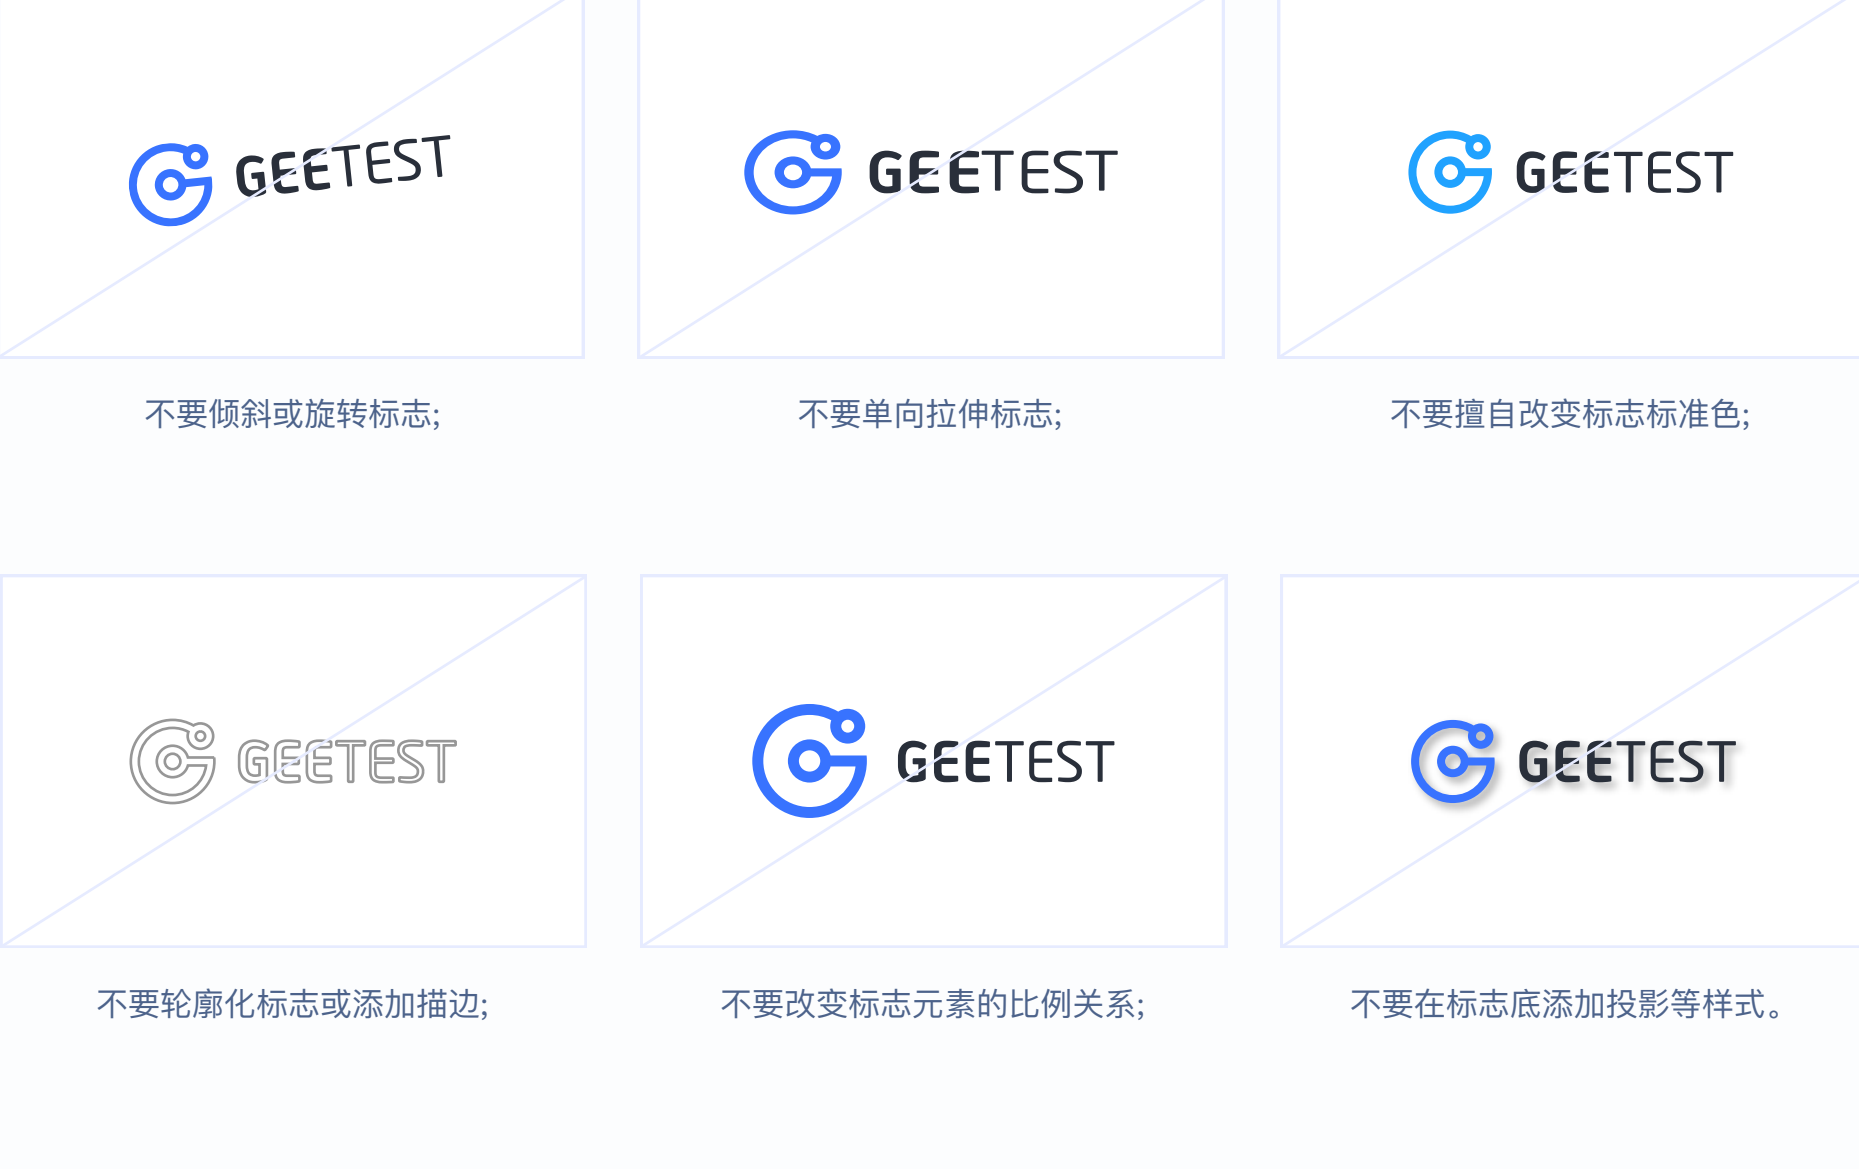 GEETEST
GEETEST
GEETEST
不要倾斜或旋转标志;
不要单向拉伸标志;
不要擅自改变标志标准色;
GEETEST
GEETEST
GEETEST
不要轮廓化标志或添加描边;
不要改变标志元素的比例关系;
不要在标志底添加投影等样式。